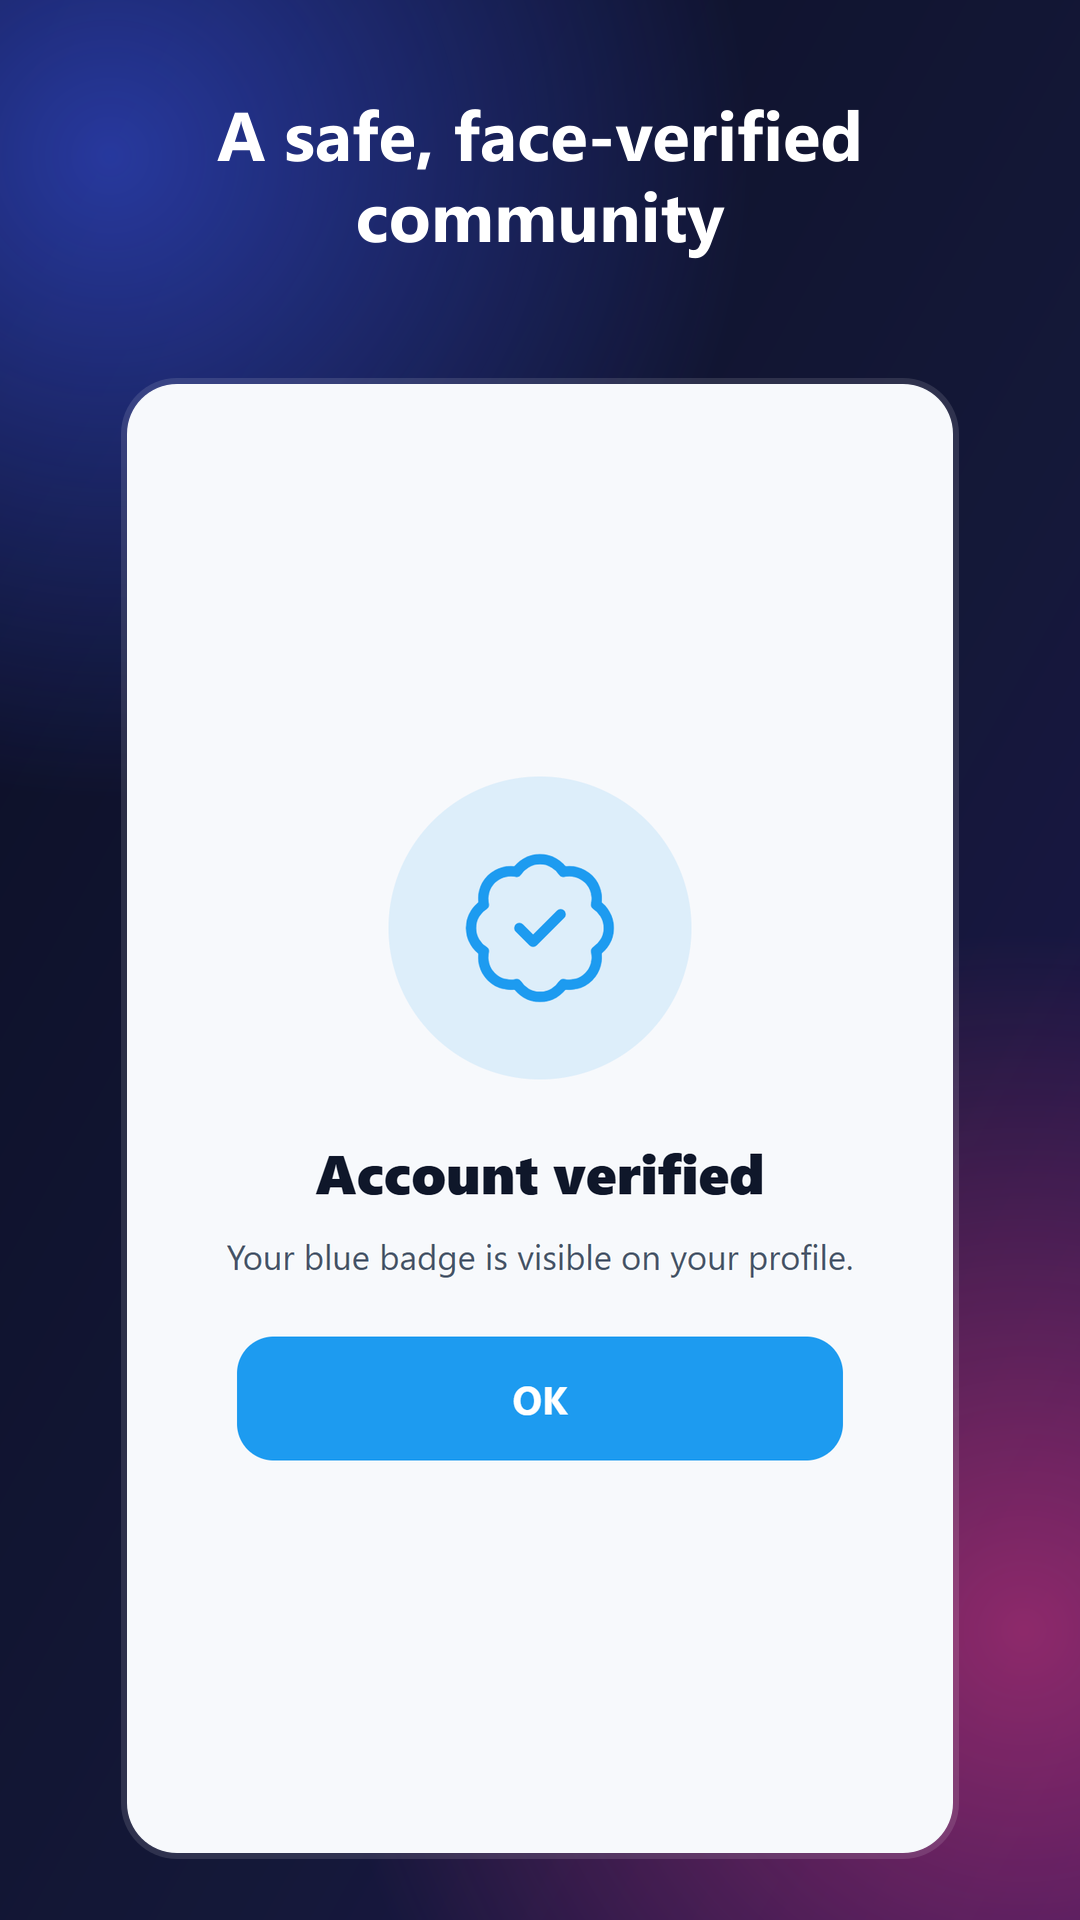 A safe, face-verified
community
Account verified
Your blue badge is visible on your profile.
OK